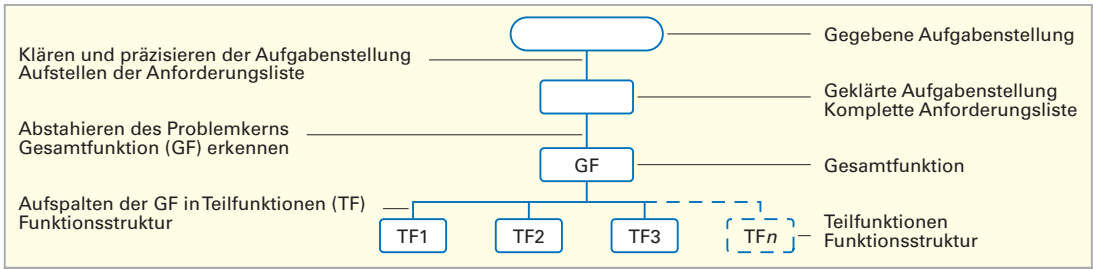 Gegebene Aufgabenstellung
Klären und präzisieren der Aufgabenstellung
Aufstellen der Anforderungsliste
Geklärte Aufgabenstellung
Komplette Anforderungsliste
Abstahieren des Problemkerns
Gesamtfunktion (GF) erkennen
GF
Gesamtfunktion
Aufspalten der GF in Teilfunktionen (TF)
Funktionsstruktur
TF1
TF2
TF3
TFn
Teilfunktionen
Funktionsstruktur